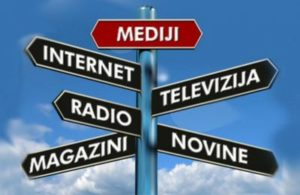 MEDIJI
INTERNET
TELEVIZIJA
RADIO
MAGAZINI
NOVINE